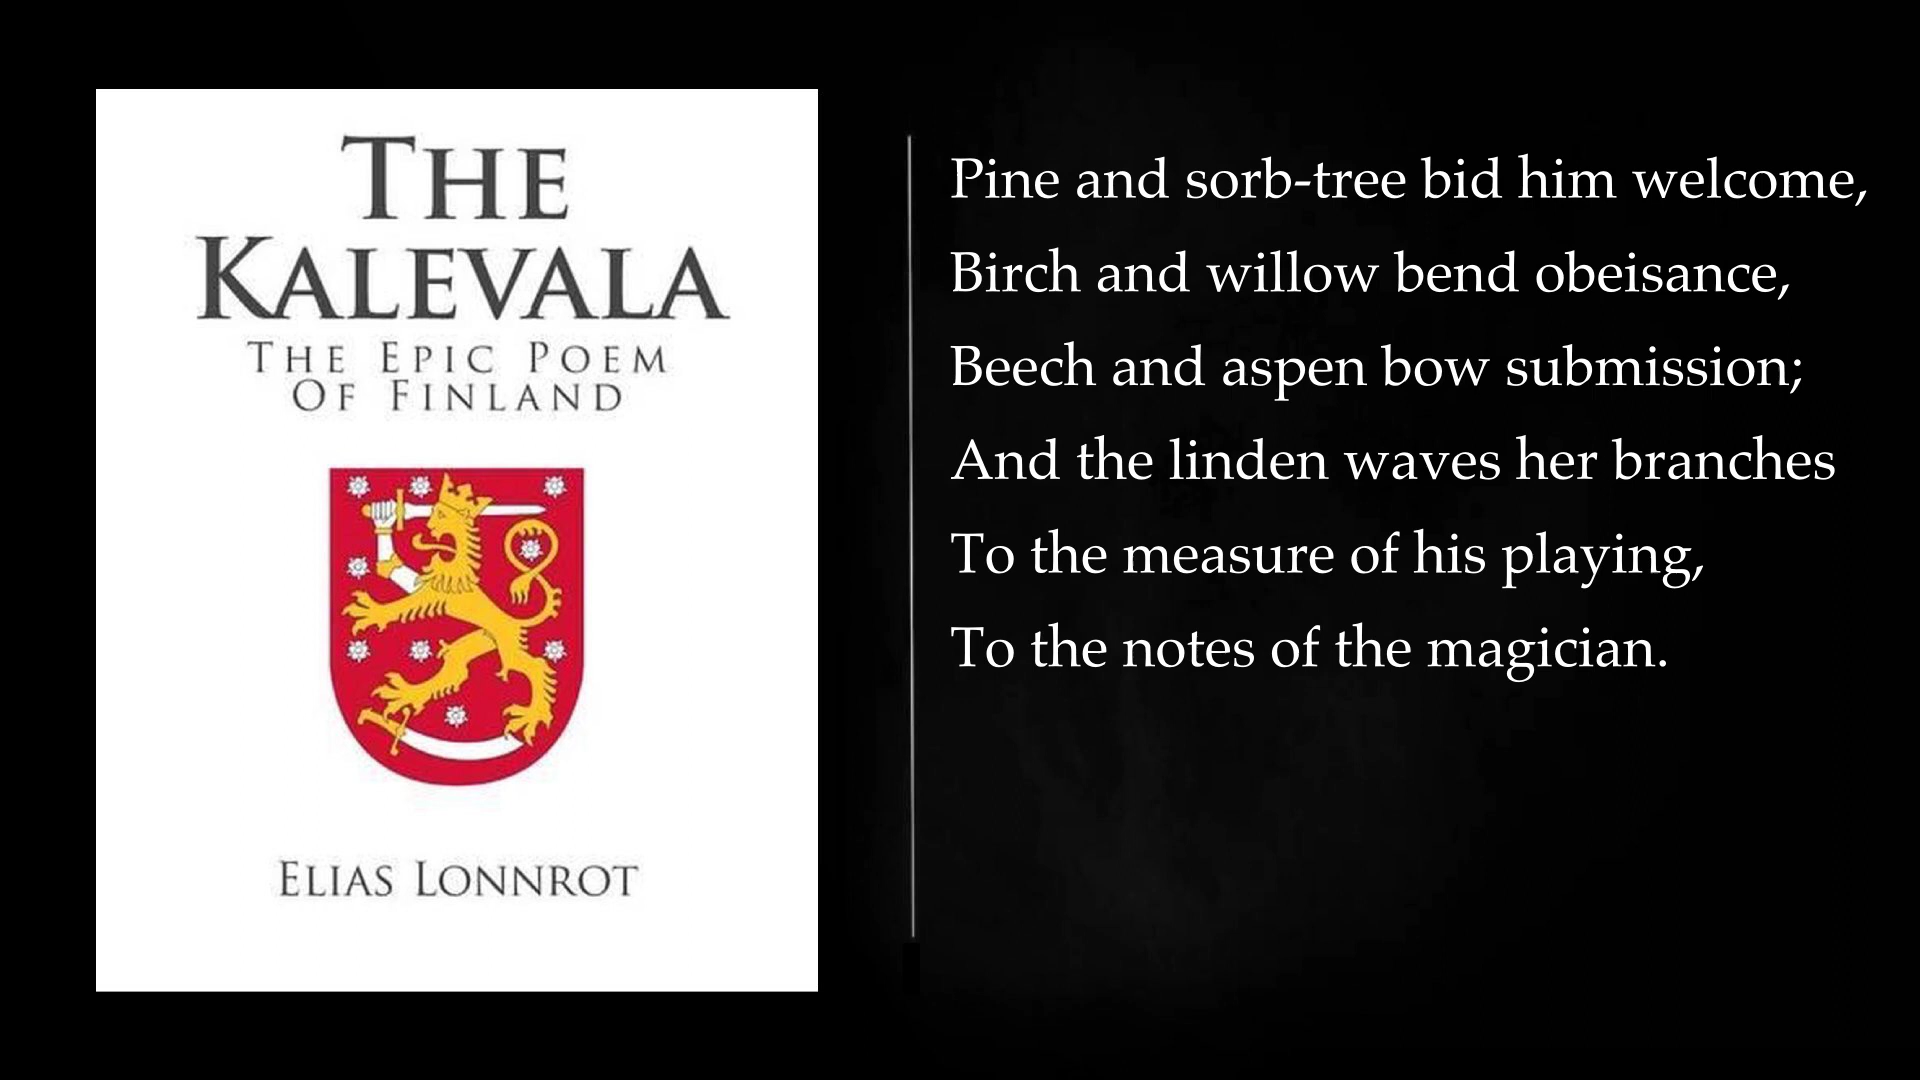 THE
KALEVALA
THE EPIC POEM
OF FINLAND
ELIAS LONNROT
Pine and sorb-tree bid him welcome,
Birch and willow bend obeisance,
Beech and aspen bow submission;
And the linden waves her branches
To the measure of his playing,
To the notes of the magician.